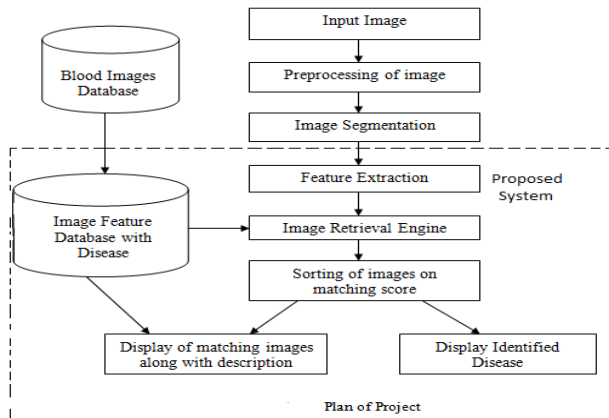 Input Image
Blood Images
Database
Preprocessing of image
Image Segmentation
Feature Extraction
Proposed
System
Image Feature
Database with
Disease
Image Retrieval Engine
Sorting of images on
matching score
Display of matching images
along with description
Display Identified
Disease
Plan of Project